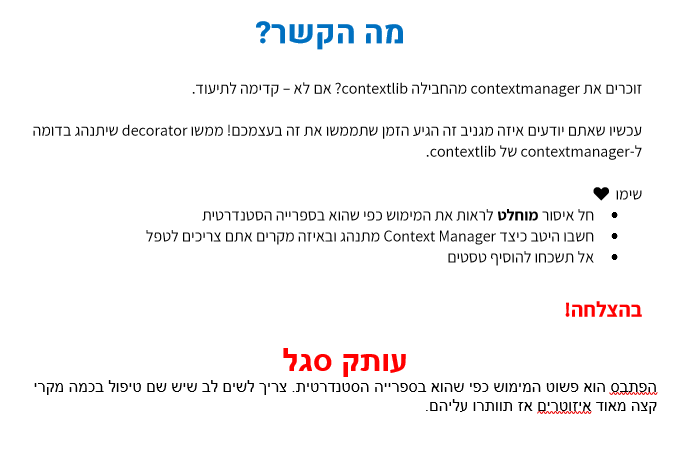 מה הקשר?
זוכרים את contextmanager מהחבילה contextlib? אם לא – קדימה לתיעוד.
עכשיו שאתם יודעים איזה מגניב זה הגיע הזמן שתממשו את זה בעצמכם! ממשו decorator שיתנהג בדומה
ל-contextmanager של contextlib.
שימו ♥
• חל איסור מוחלט לראות את המימוש כפי שהוא בספרייה הסטנדרטית
• חשבו היטב כיצד Context Manager מתנהג ובאיזה מקרים אתם צריכים לטפל
• אל תשכחו להוסיף טסטים
בהצלחה!
עותק סגל
הפתבס הוא פשוט המימוש כפי שהוא בספרייה הסטנדרטית. צריך לשים לב שיש שם טיפול בכמה מקרי
קצה מאוד איזוטרים אז תוותרו עליהם.